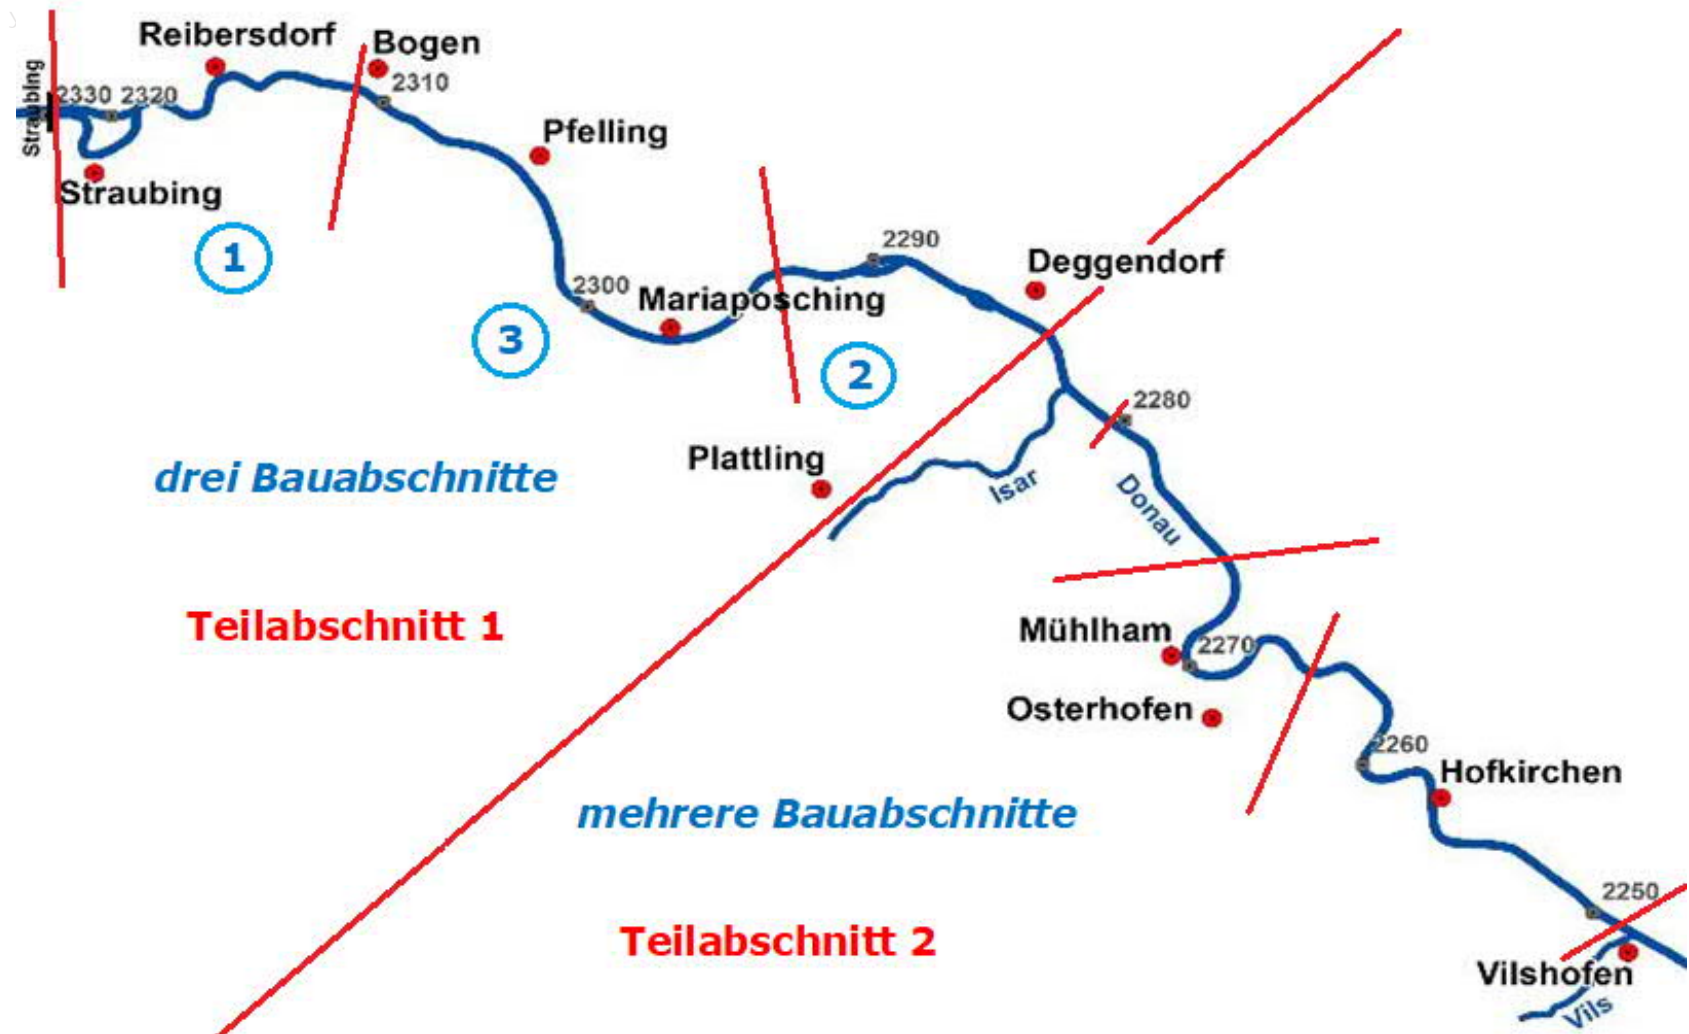 Reibersdorf
Bogen
Straubing
2330
2320
2310
Pfelling
Straubing
1
2290
Deggendorf
2300
Mariaposching
3
2
2280
Plattling
drei Bauabschnitte
Isar
Donau
Teilabschnitt 1
Mühlham
2270
Osterhofen
2260
Hofkirchen
mehrere Bauabschnitte
2250
Teilabschnitt 2
Vilshofen
Vils